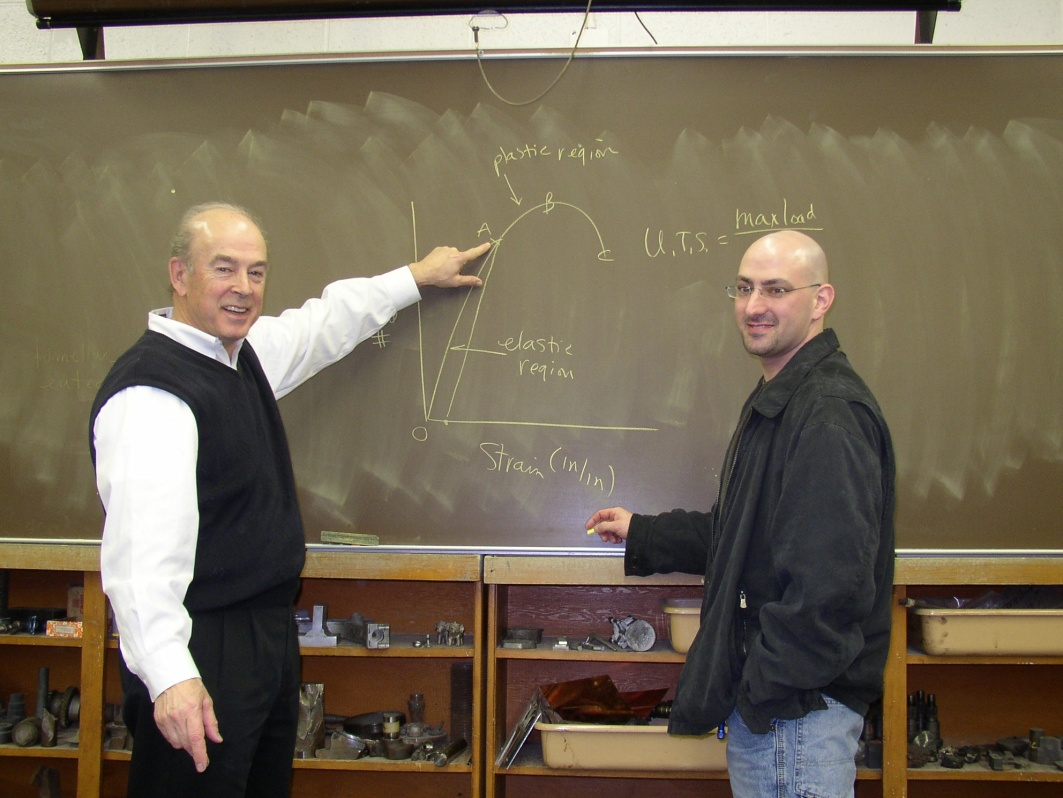 plastic region
B
A
C
U.T.S. = max load
#
elastic
region
O
Strain (in/in)